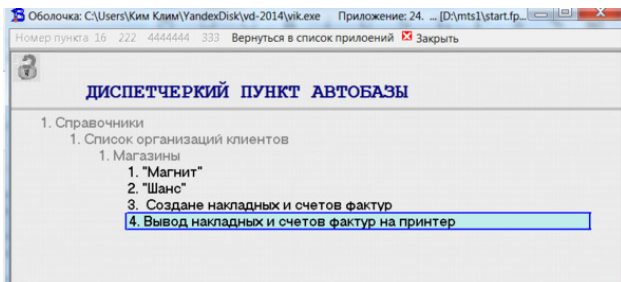 Оболочка: C:\Users\Ким Клим\YandexDisk\vd-2014\vik.exe Приложение: 24. ... [D:\mts1\start.fp...
Номер пункта 16 222 4444444 333 Вернуться в список прилоений Закрыть
ДИСПЕТЧЕРКИЙ ПУНКТ АВТОБАЗЫ
1. Справочники
1. Список организаций клиентов
1. Магазины
1. "Магнит"
2. "Шанс"
3. Создане накладных и счетов фактур
4. Вывод накладных и счетов фактур на принтер